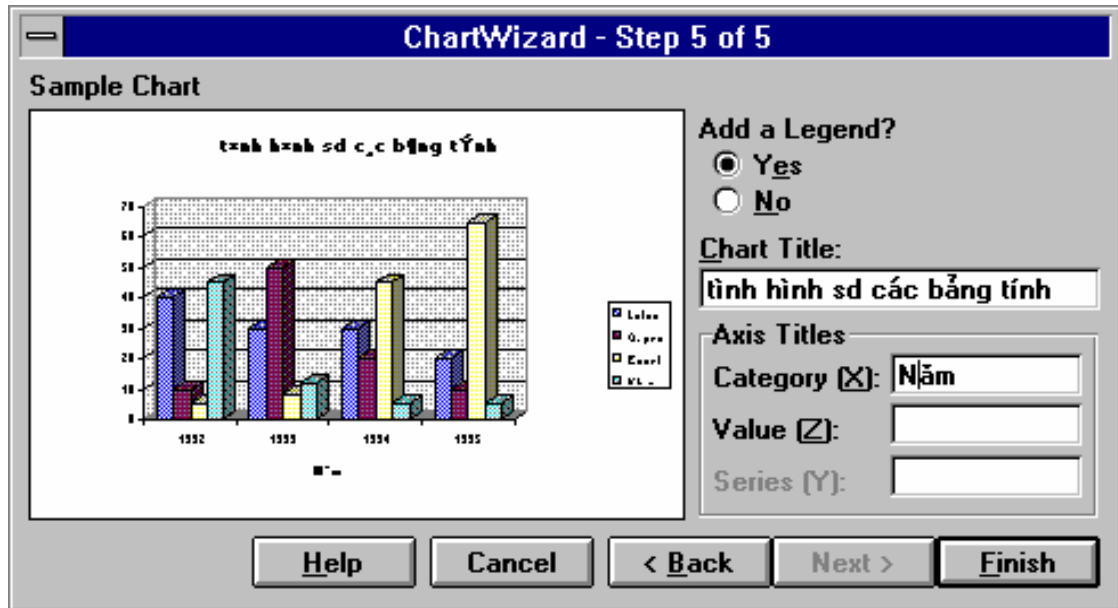 ChartWizard - Step 5 of 5
Sample Chart
70
60
50
40
30
20
10
0
1992
1993
1994
1995
Lotus
Q.pro
Excel
Add a Legend?
Yes
No
Chart Title:
tình hình sd các bảng tính
Axis Titles
Category (X): Năm
Value (Z):
Series (Y):
Help Cancel < Back Next > Finish